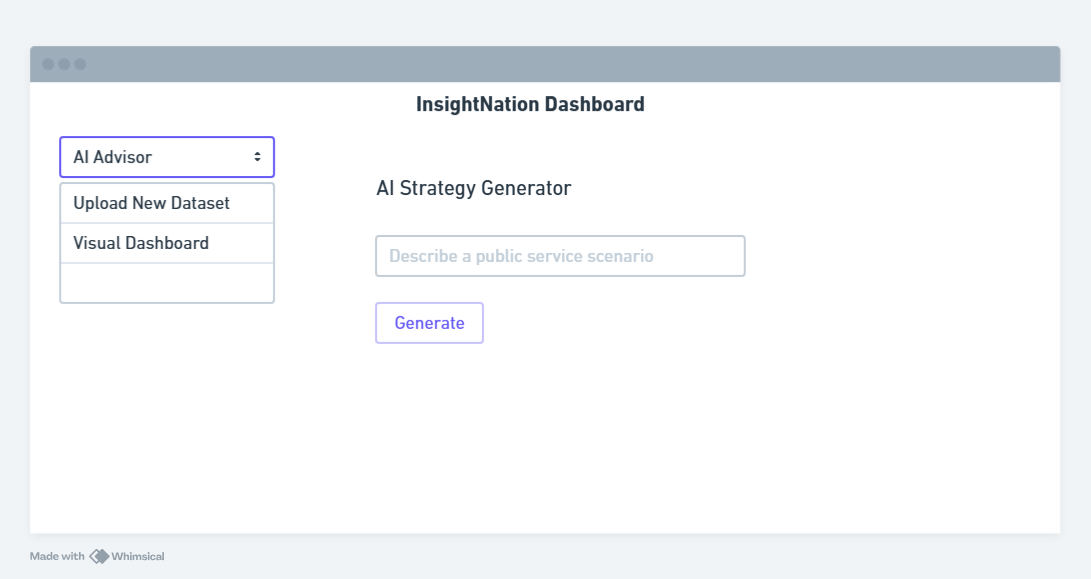 InsightNation Dashboard
AI Advisor
Upload New Dataset
Visual Dashboard
AI Strategy Generator
Describe a public service scenario
Generate
Made with Whimsical